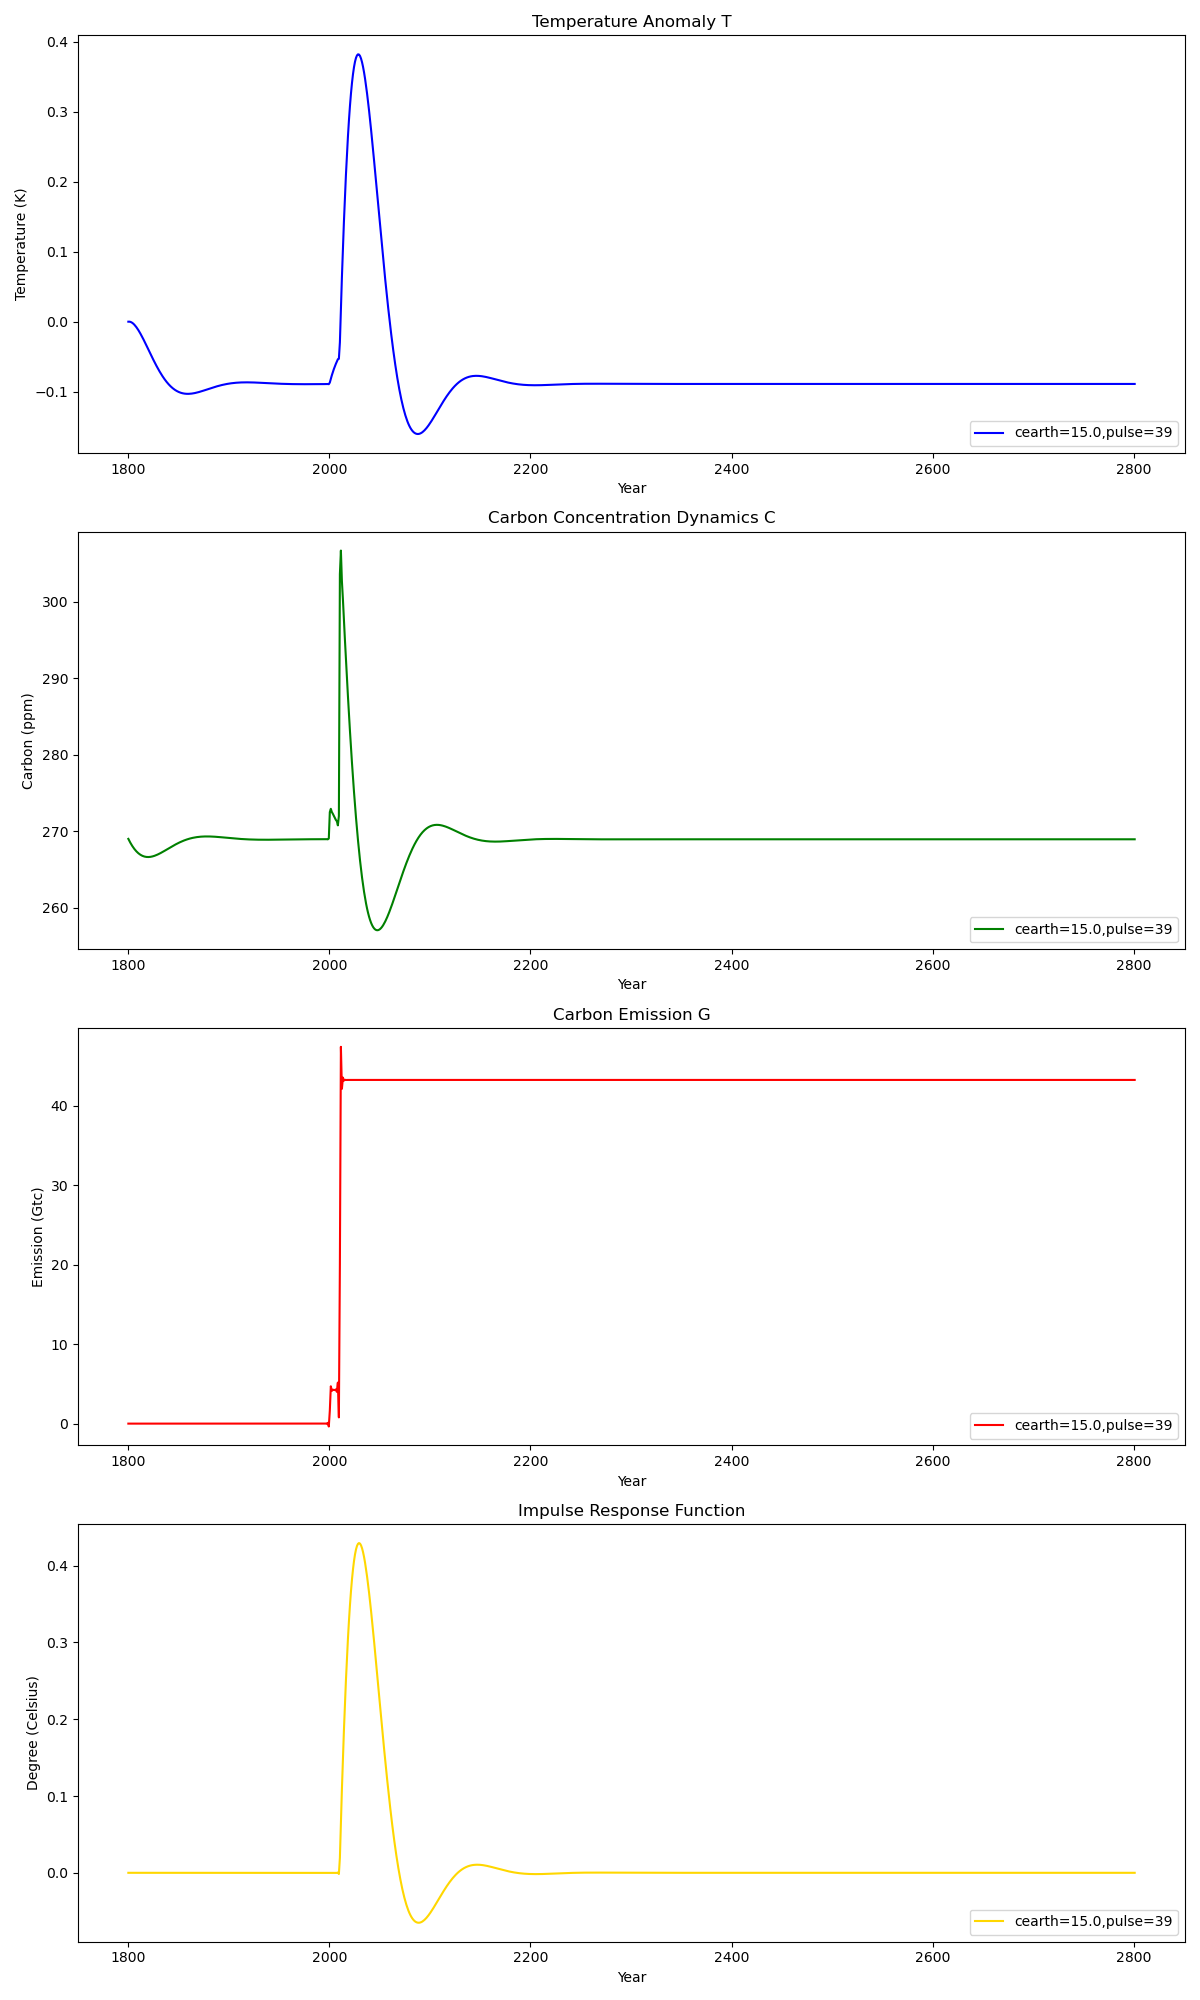 Temperature Anomaly T
0.4
0.3
0.2
0.1
0.0
−0.1
Temperature (K)
cearth=15.0,pulse=39
1800 2000 2200 2400 2600 2800
Year
Carbon Concentration Dynamics C
300
290
280
270
260
Carbon (ppm)
cearth=15.0,pulse=39
1800 2000 2200 2400 2600 2800
Year
Carbon Emission G
40
30
20
10
0
Emission (Gtc)
cearth=15.0,pulse=39
1800 2000 2200 2400 2600 2800
Year
Impulse Response Function
0.4
0.3
0.2
0.1
0.0
Degree (Celsius)
cearth=15.0,pulse=39
1800 2000 2200 2400 2600 2800
Year